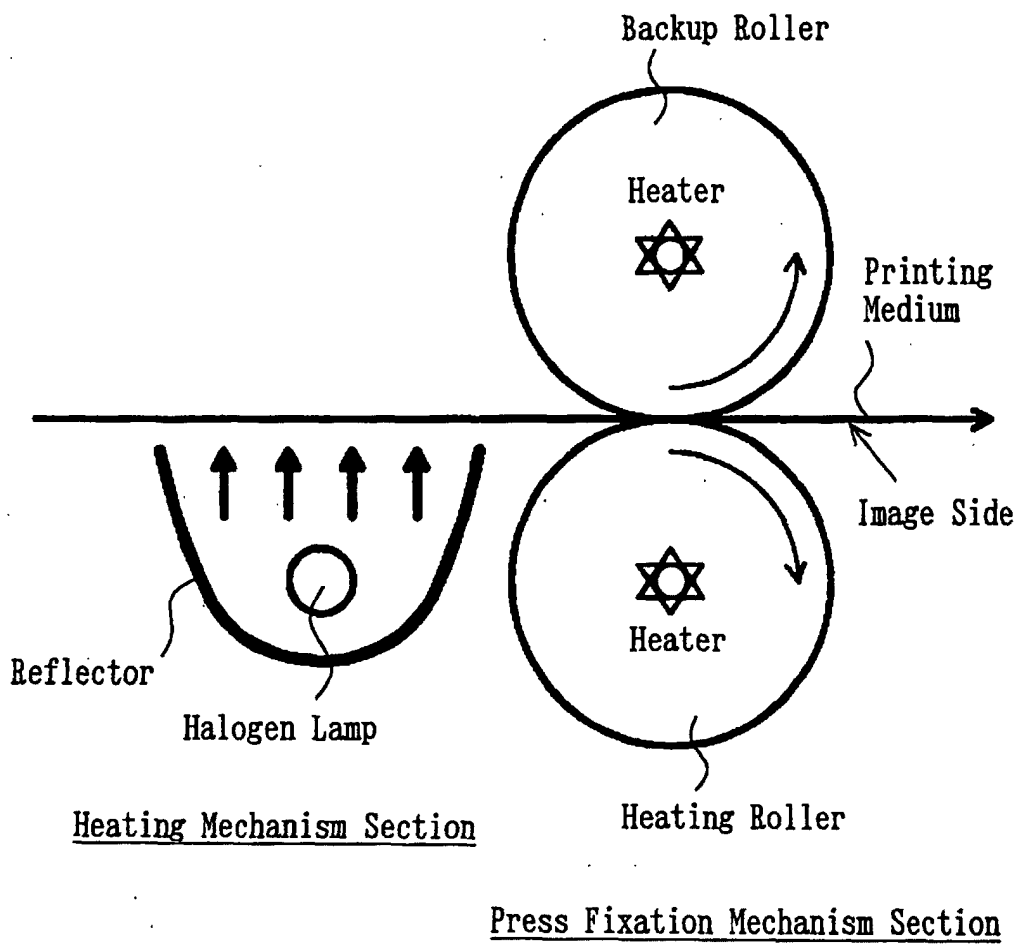 Backup Roller
Heater
Printing
Medium
Image Side
Heater
Reflector
Halogen Lamp
Heating Roller
Heating Mechanism Section
Press Fixation Mechanism Section